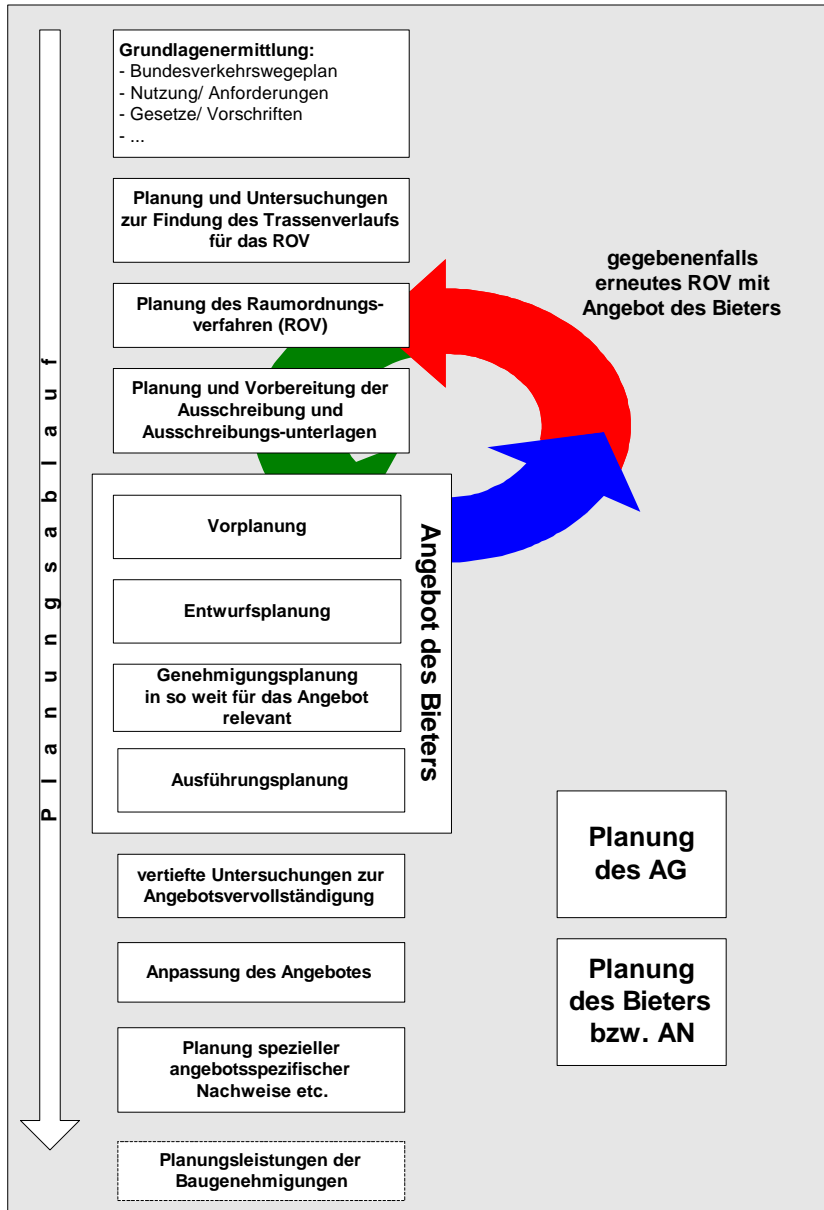 Grundlagenermittlung:
- Bundesverkehrswegeplan
- Nutzung/ Anforderungen
- Gesetze/ Vorschriften
- ...
Planung und Untersuchungen
zur Findung des Trassenverlaufs
für das ROV
gegebenenfalls
erneutes ROV mit
Angebot des Bieters
Planung des Raumordnungs-
verfahren (ROV)
Planung und Vorbereitung der
Ausschreibung und
Ausschreibungs-unterlagen
Planungsablauf
Vorplanung
Entwurfsplanung
Genehmigungsplanung
in so weit für das Angebot
relevant
Ausführungsplanung
Angebot des Bieters
vertiefte Untersuchungen zur
Angebotsvervollständigung
Anpassung des Angebotes
Planung spezieller
angebotsspezifischer
Nachweise etc.
Planungsleistungen der
Baugenehmigungen
Planung
des AG
Planung
des Bieters
bzw. AN